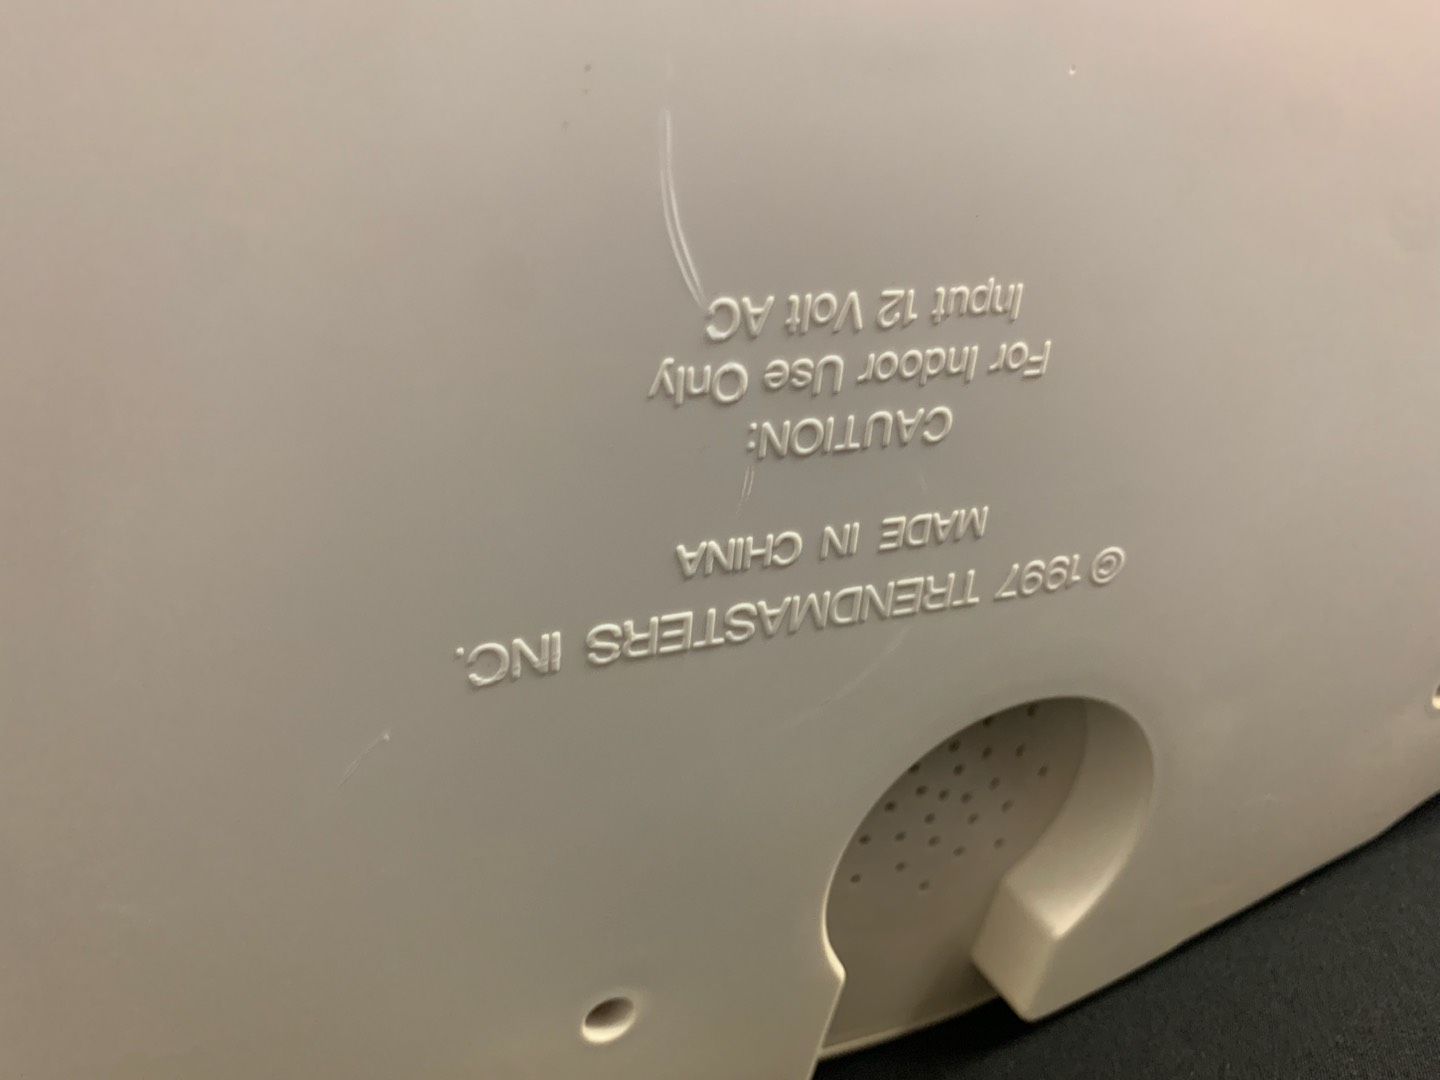 ©1997 TRENDMASTERS INC.
MADE IN CHINA
CAUTION:
For Indoor Use Only
Input 12 Volt AC